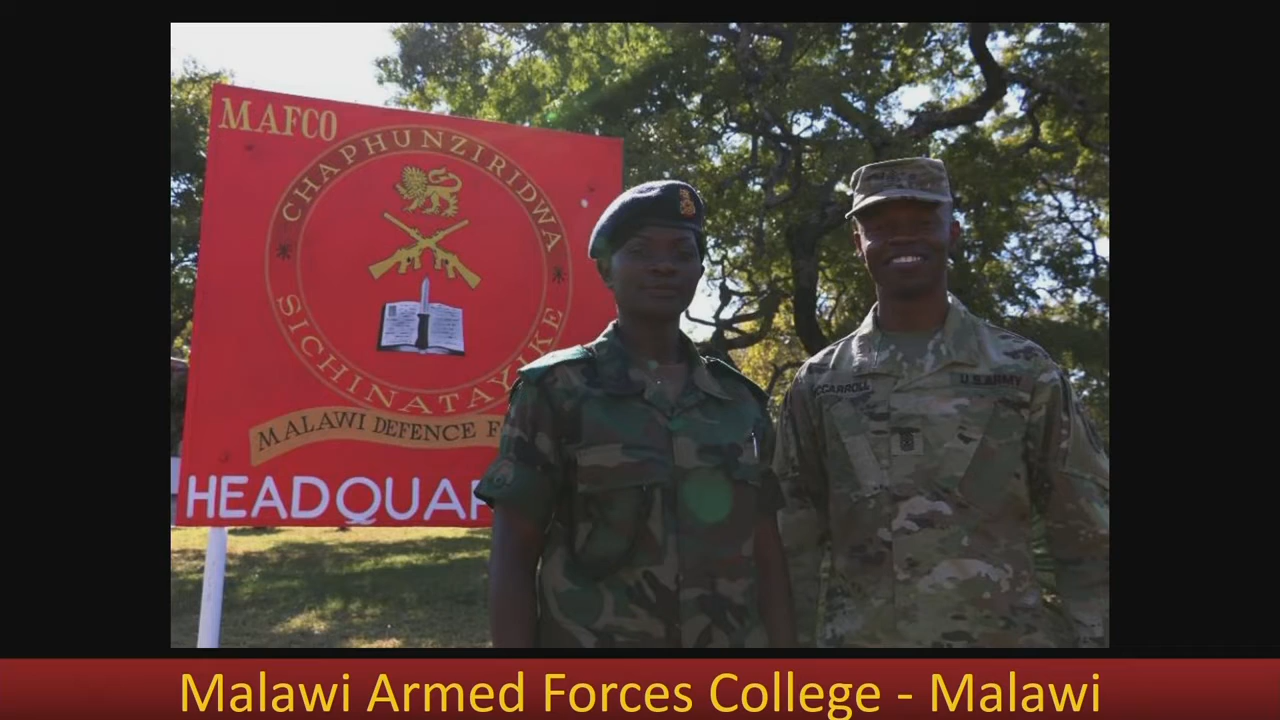 MAFCO
CHAPHUNZIRIDWA
SICHINATAYIKE
MALAWI DEFENCE F
HEADQUAR
CCARROLL
U.S. ARMY
Malawi Armed Forces College - Malawi